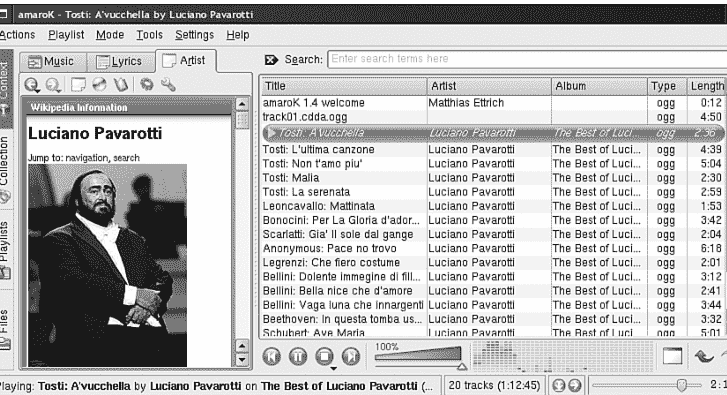 amaroK - Tosti: A'vucchella by Luciano Pavarotti
Actions Playlist Mode Tools Settings Help
Music Lyrics Artist
Search: Enter search terms here
Context
Collection
Playlists
Files
Wikipedia Information
Luciano Pavarotti
Jump to: navigation, search
Title Artist Album Type Length
amaroK 1.4 welcome Matthias Ettrich ogg 0:12
track01.cdda.ogg ogg 4:50
Tosti: A'vucchella Luciano Pavarotti The Best of Luci... ogg 2:36
Tosti: L'ultima canzone Luciano Pavarotti The Best of Luci... ogg 4:39
Tosti: Non t'amo piu' Luciano Pavarotti The Best of Luci... ogg 5:04
Tosti: Malia Luciano Pavarotti The Best of Luci... ogg 2:30
Tosti: La serenata Luciano Pavarotti The Best of Luci... ogg 2:59
Leoncavallo: Mattinata Luciano Pavarotti The Best of Luci... ogg 1:53
Bonocini: Per La Gloria d'ador... Luciano Pavarotti The Best of Luci... ogg 3:42
Scarlatti: Gia' Il sole dal gange Luciano Pavarotti The Best of Luci... ogg 2:04
Anonymous: Pace no trovo Luciano Pavarotti The Best of Luci... ogg 6:18
Legrenzi: Che fiero costume Luciano Pavarotti The Best of Luci... ogg 2:01
Bellini: Dolente immagine di fill... Luciano Pavarotti The Best of Luci... ogg 3:12
Bellini: Bella nice che d'amore Luciano Pavarotti The Best of Luci... ogg 2:41
Bellini: Vaga luna che innargenti Luciano Pavarotti The Best of Luci... ogg 3:44
Beethoven: In questa tomba us... Luciano Pavarotti The Best of Luci... ogg 3:32
Schubert: Ave Maria Luciano Pavarotti The Best of Luci... ogg 5:01
100%
Playing: Tosti: A'vucchella by Luciano Pavarotti on The Best of Luciano Pavarotti (... 20 tracks (1:12:45)